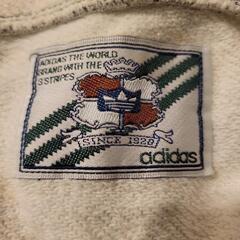 ADIDAS THE WORLD
BRAND WITH THE
3 STRIPES
SINCE 1920
adidas